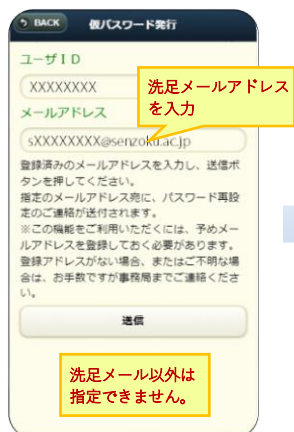 BACK 仮パスワード発行
ユーザID
XXXXXXXX
洗足メールアドレス
を入力
メールアドレス
sXXXXXXXX@senzoku.ac.jp
登録済みのメールアドレスを入力し、送信ボ
タンを押してください。
指定のメールアドレス宛に、パスワード再設
定のご連絡が送付されます。
※この機能をご利用いただくには、予めメー
ルアドレスを登録しておく必要があります。
登録アドレスがない場合、またはご不明な場
合は、お手数ですが事務局までご連絡くださ
い。
送信
洗足メール以外は
指定できません。